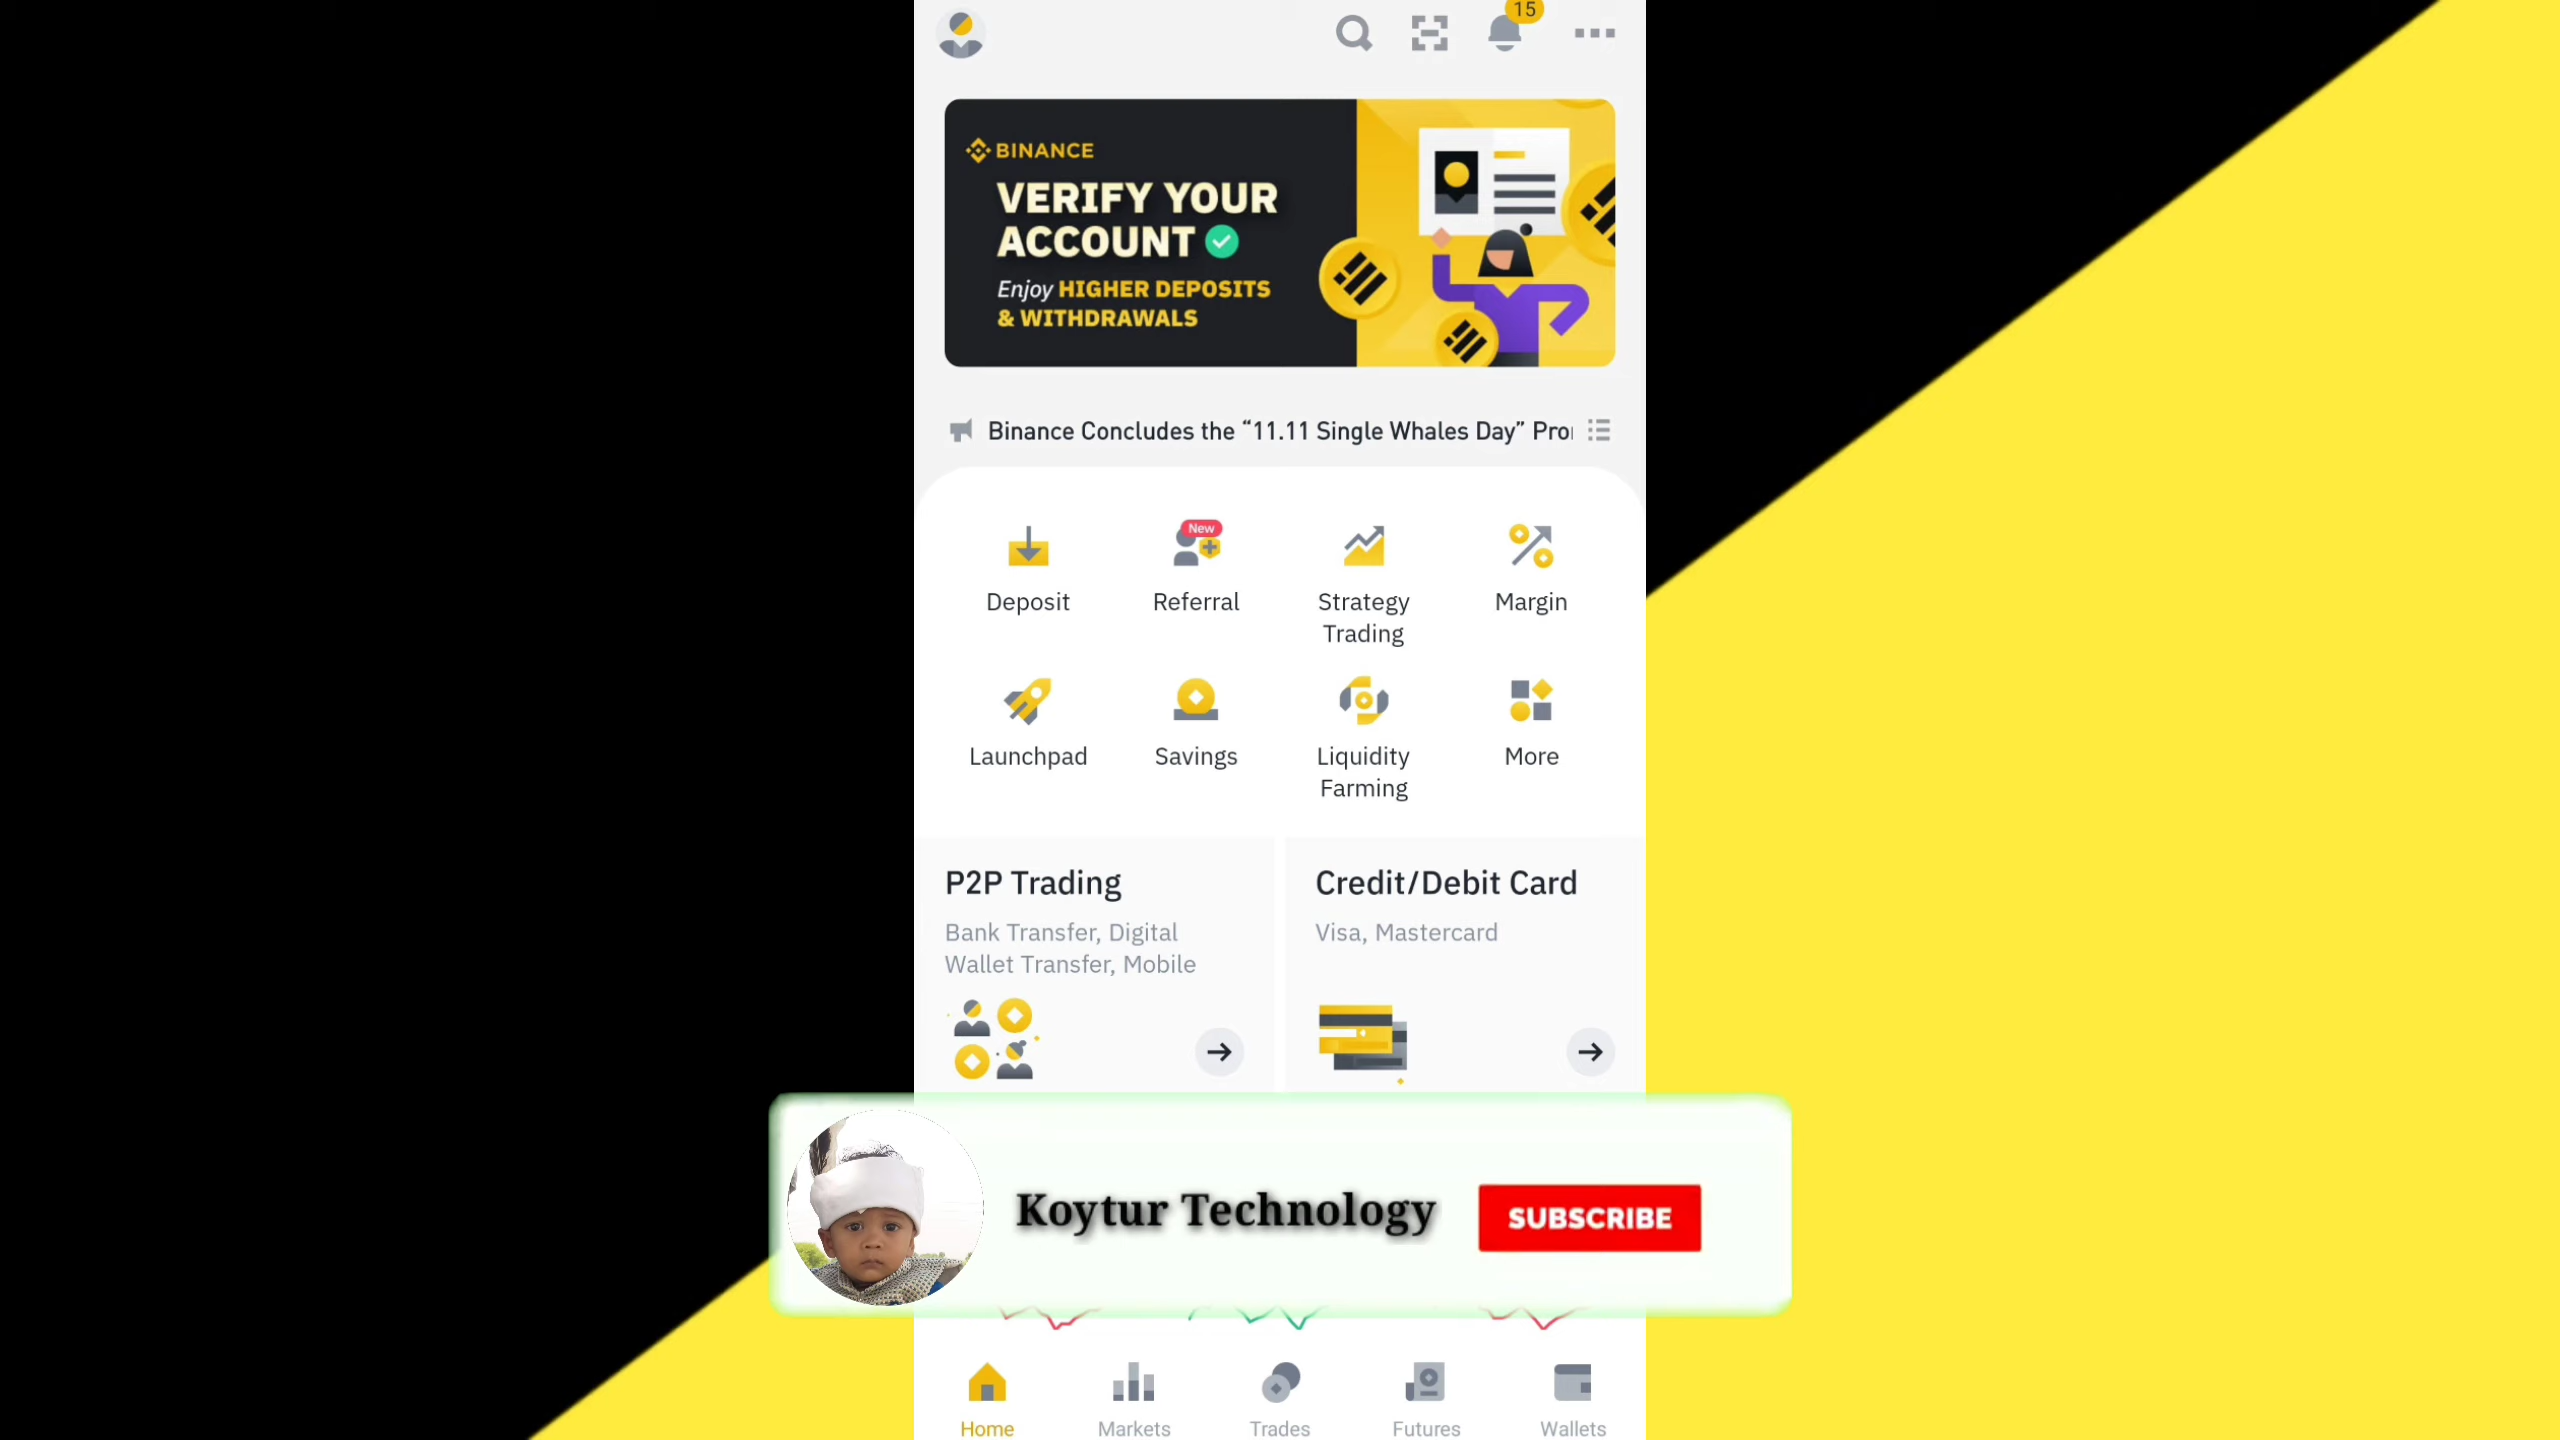 15
BINANCE
VERIFY YOUR
ACCOUNT
Enjoy HIGHER DEPOSITS
& WITHDRAWALS
Binance Concludes the “11.11 Single Whales Day” Pro
New
Deposit
Referral
Strategy
Trading
Margin
Launchpad
Savings
Liquidity
Farming
More
P2P Trading
Bank Transfer, Digital
Wallet Transfer, Mobile
Credit/Debit Card
Visa, Mastercard
Koytur Technology
SUBSCRIBE
Home
Markets
Trades
Futures
Wallets